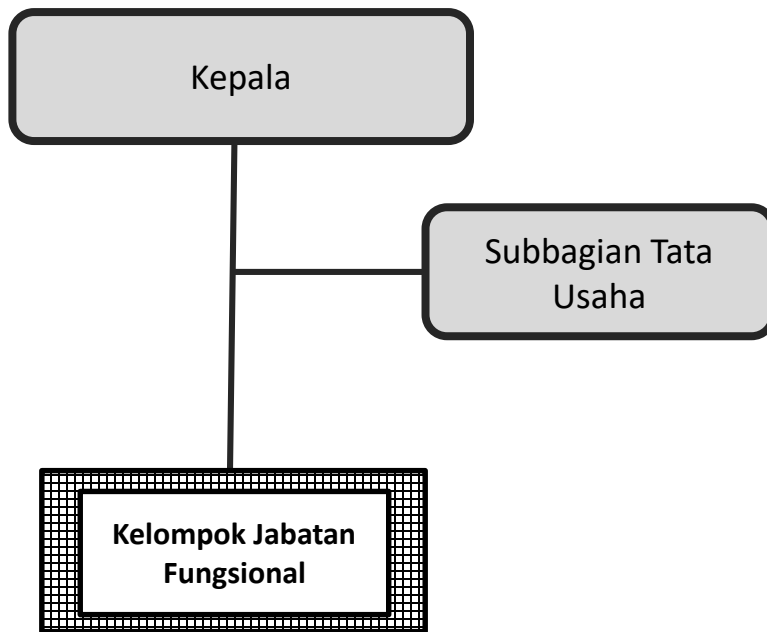 Kepala
Subbagian Tata
Usaha
Kelompok Jabatan
Fungsional